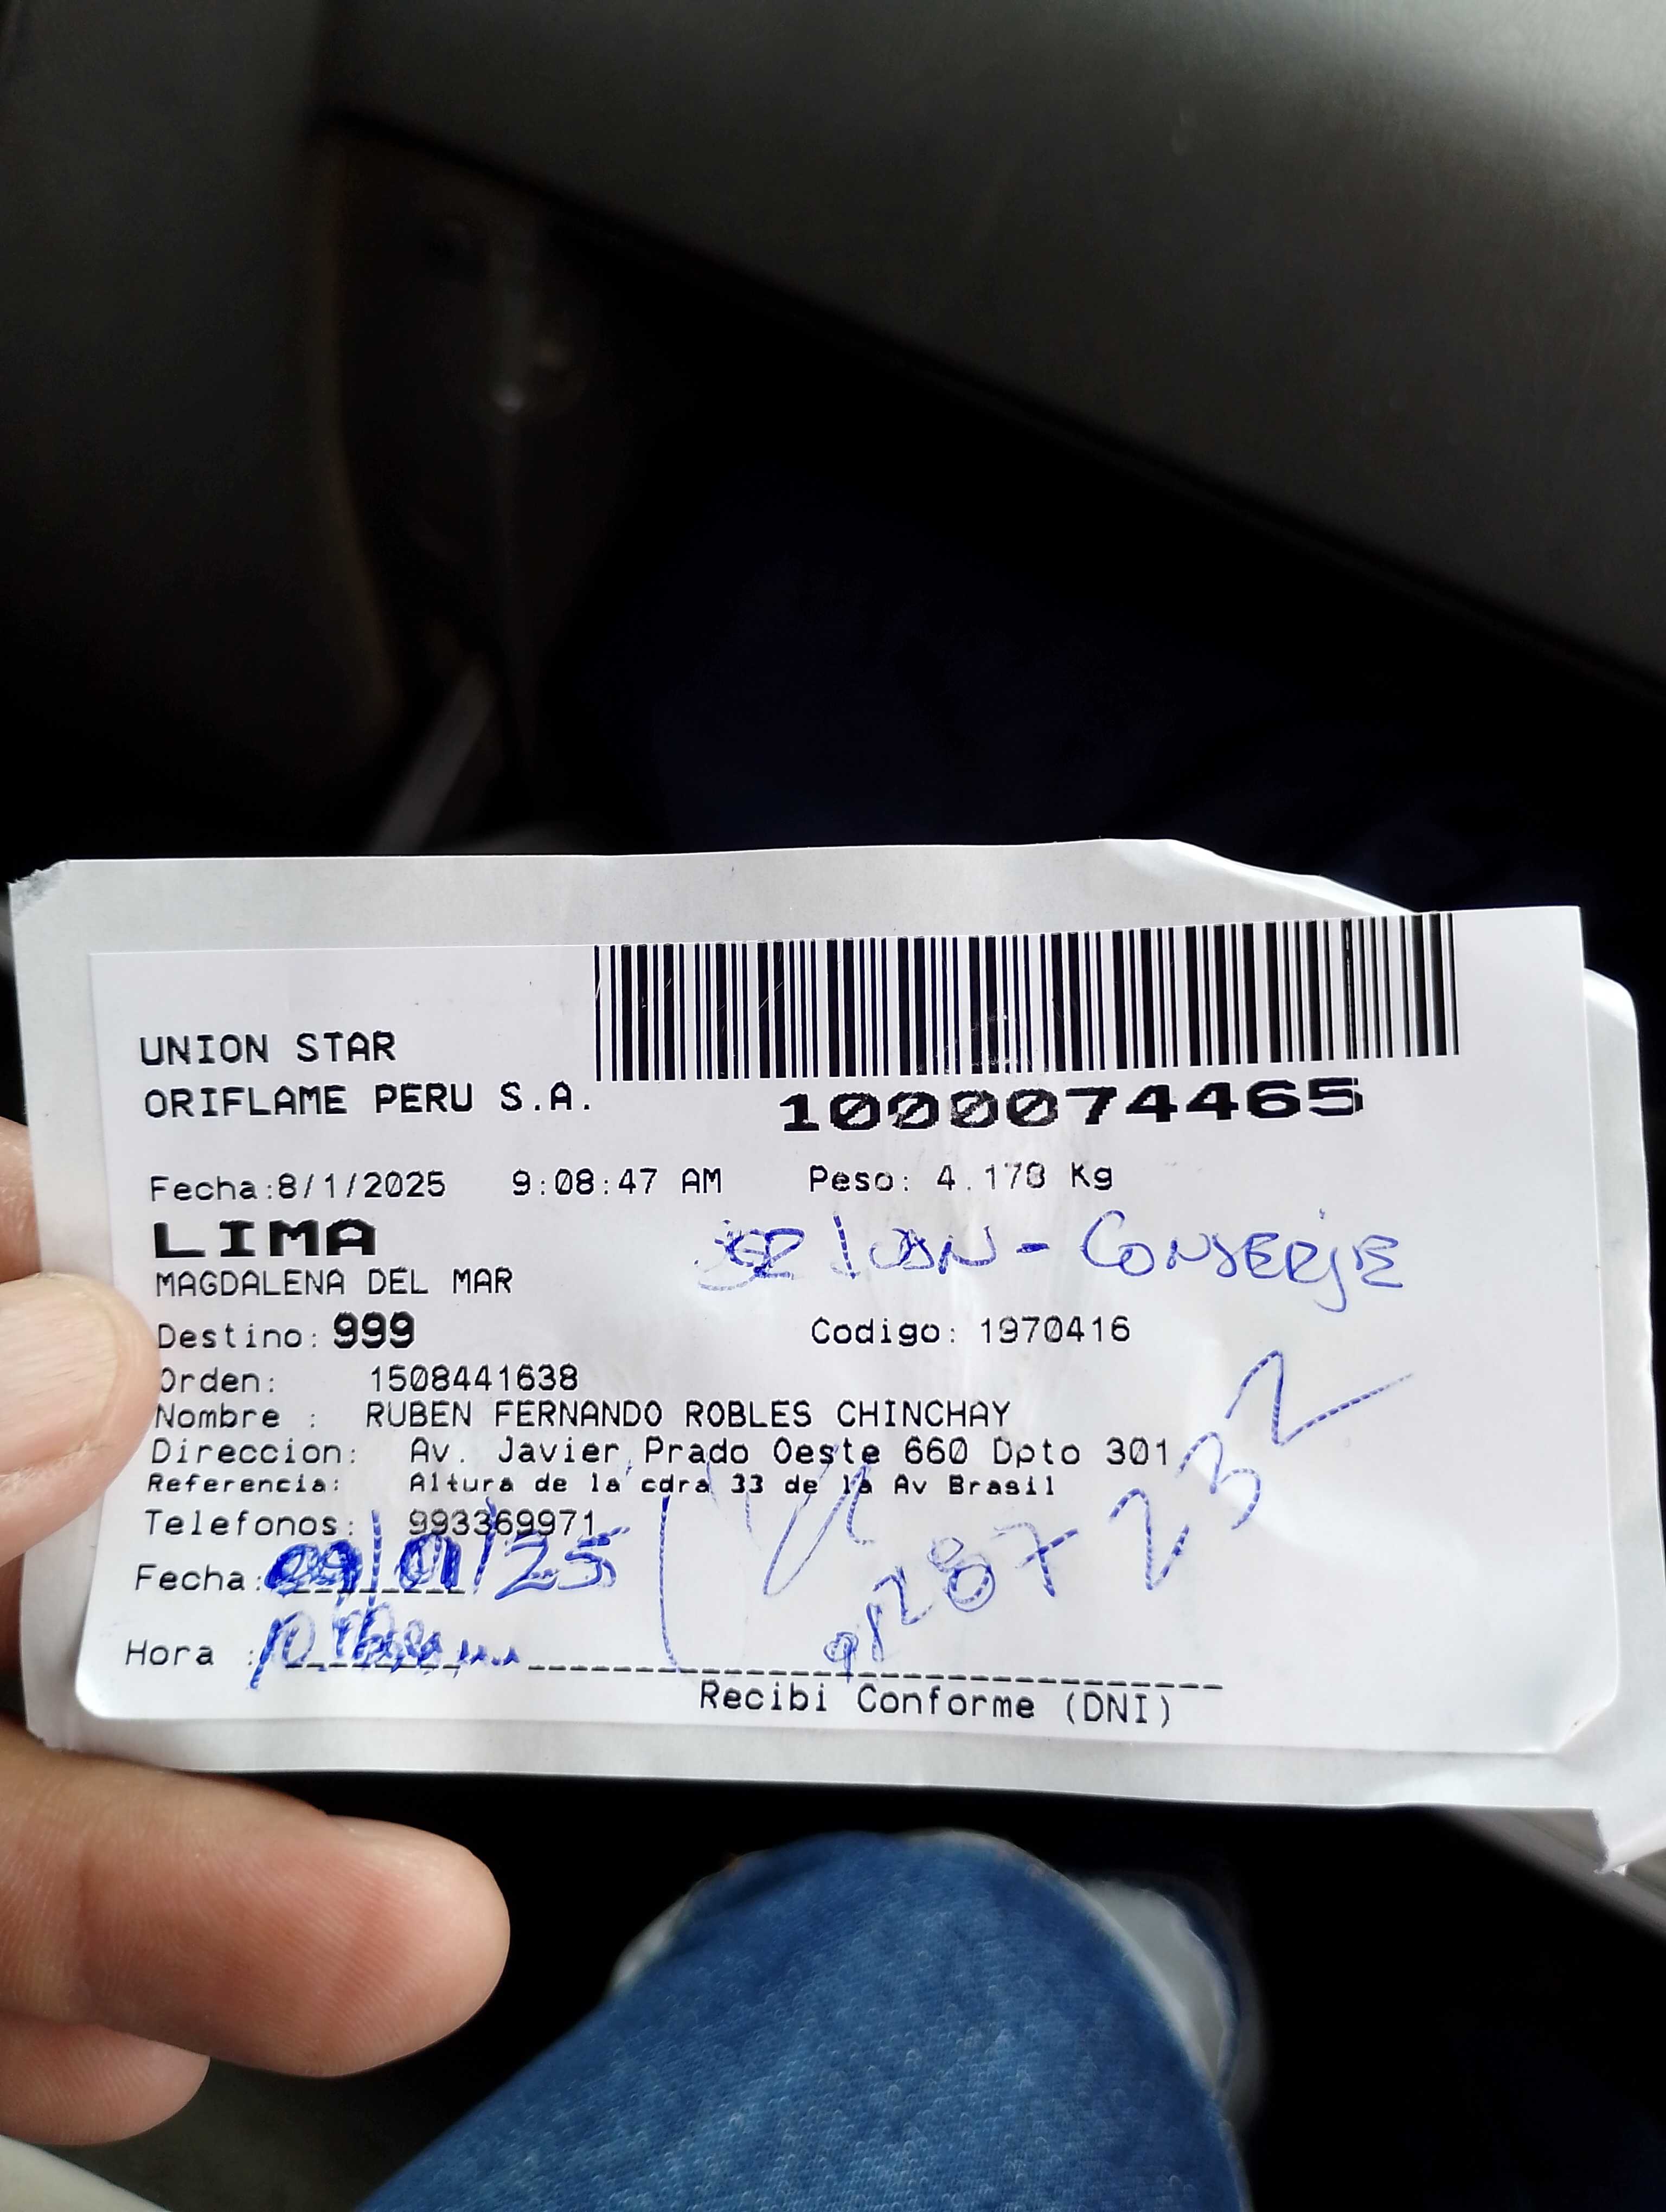 UNION STAR
ORIFLAME PERU S.A.
1000074465
Fecha:8/1/2025 9:08:47 AM Peso: 4.170 Kg
LIMA
- CONSERJE
MAGDALENA DEL MAR
Destino: 999 Codigo: 1970416
Orden: 1508441638
Nombre : RUBEN FERNANDO ROBLES CHINCHAY
Direccion: Av. Javier Prado Oeste 660 Dpto 301
Referencia: Altura de la cdra 33 de la Av Brasil
Telefonos: 993369971
Fecha: 09/01/25
Hora :
Recibi Conforme (DNI)